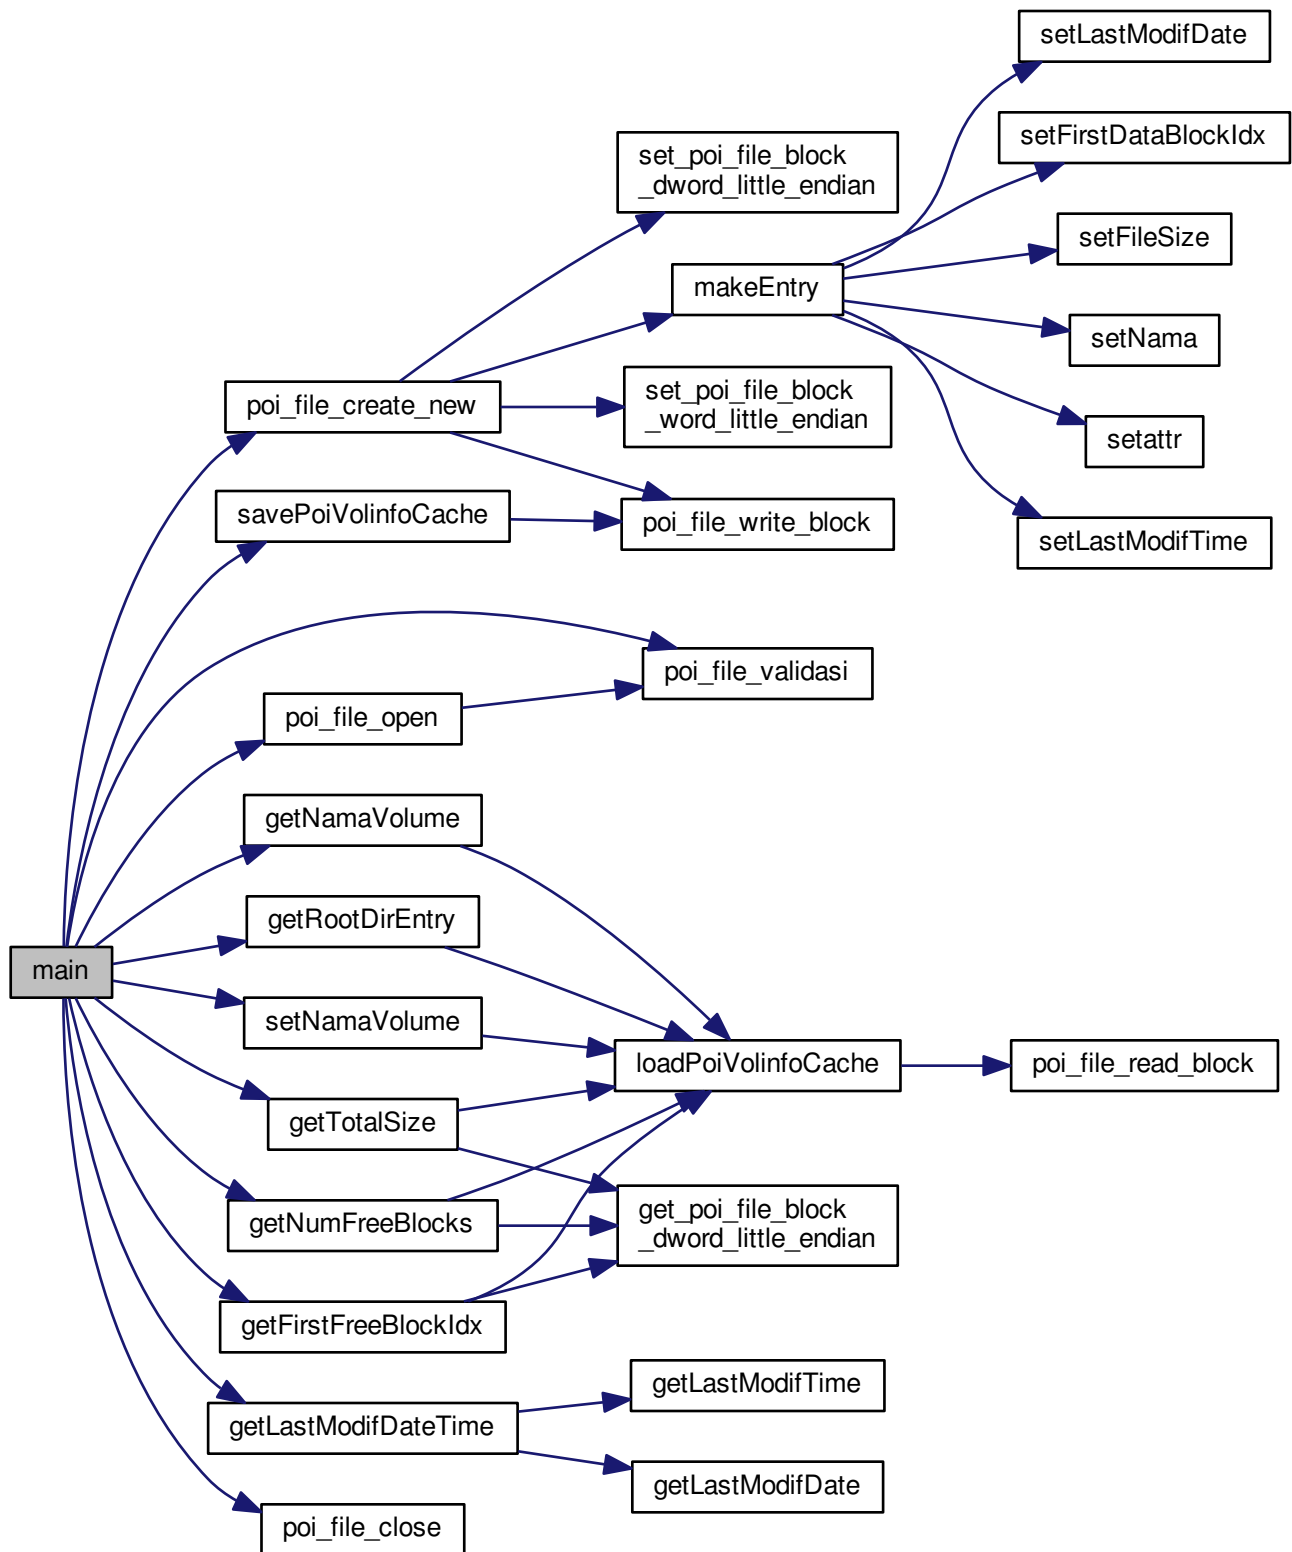 setLastModifDate
setFirstDataBlockIdx
set_poi_file_block
_dword_little_endian
setFileSize
makeEntry
setNama
poi_file_create_new
set_poi_file_block
_word_little_endian
setattr
savePoiVolinfoCache
poi_file_write_block
setLastModifTime
poi_file_validasi
poi_file_open
getNamaVolume
getRootDirEntry
main
setNamaVolume
loadPoiVolinfoCache
poi_file_read_block
getTotalSize
getNumFreeBlocks
get_poi_file_block
_dword_little_endian
getFirstFreeBlockIdx
getLastModifTime
getLastModifDateTime
getLastModifDate
poi_file_close